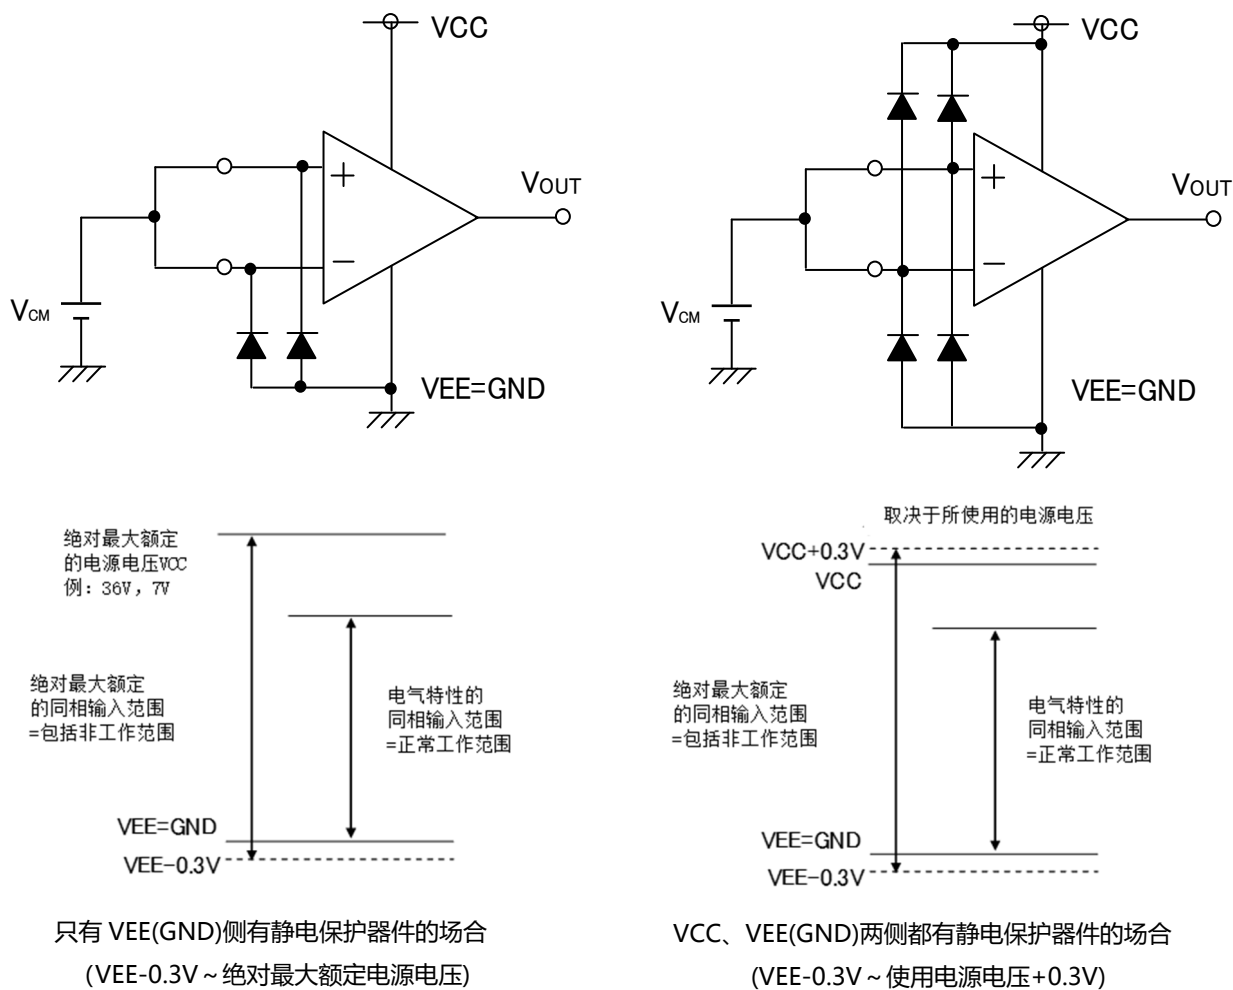 VCC
+
−
VOUT
VCM
VEE=GND
VCC
+
−
VOUT
VCM
VEE=GND
绝对最大额定
的电源电压VCC
例：36V，7V
绝对最大额定
的同相输入范围
=包括非工作范围
电气特性的
同相输入范围
=正常工作范围
VEE=GND
VEE−0.3V
只有 VEE(GND)侧有静电保护器件的场合
(VEE-0.3V～绝对最大额定电源电压)
取决于所使用的电源电压
VCC+0.3V
VCC
绝对最大额定
的同相输入范围
=包括非工作范围
电气特性的
同相输入范围
=正常工作范围
VEE=GND
VEE−0.3V
VCC、VEE(GND)两侧都有静电保护器件的场合
(VEE-0.3V～使用电源电压+0.3V)